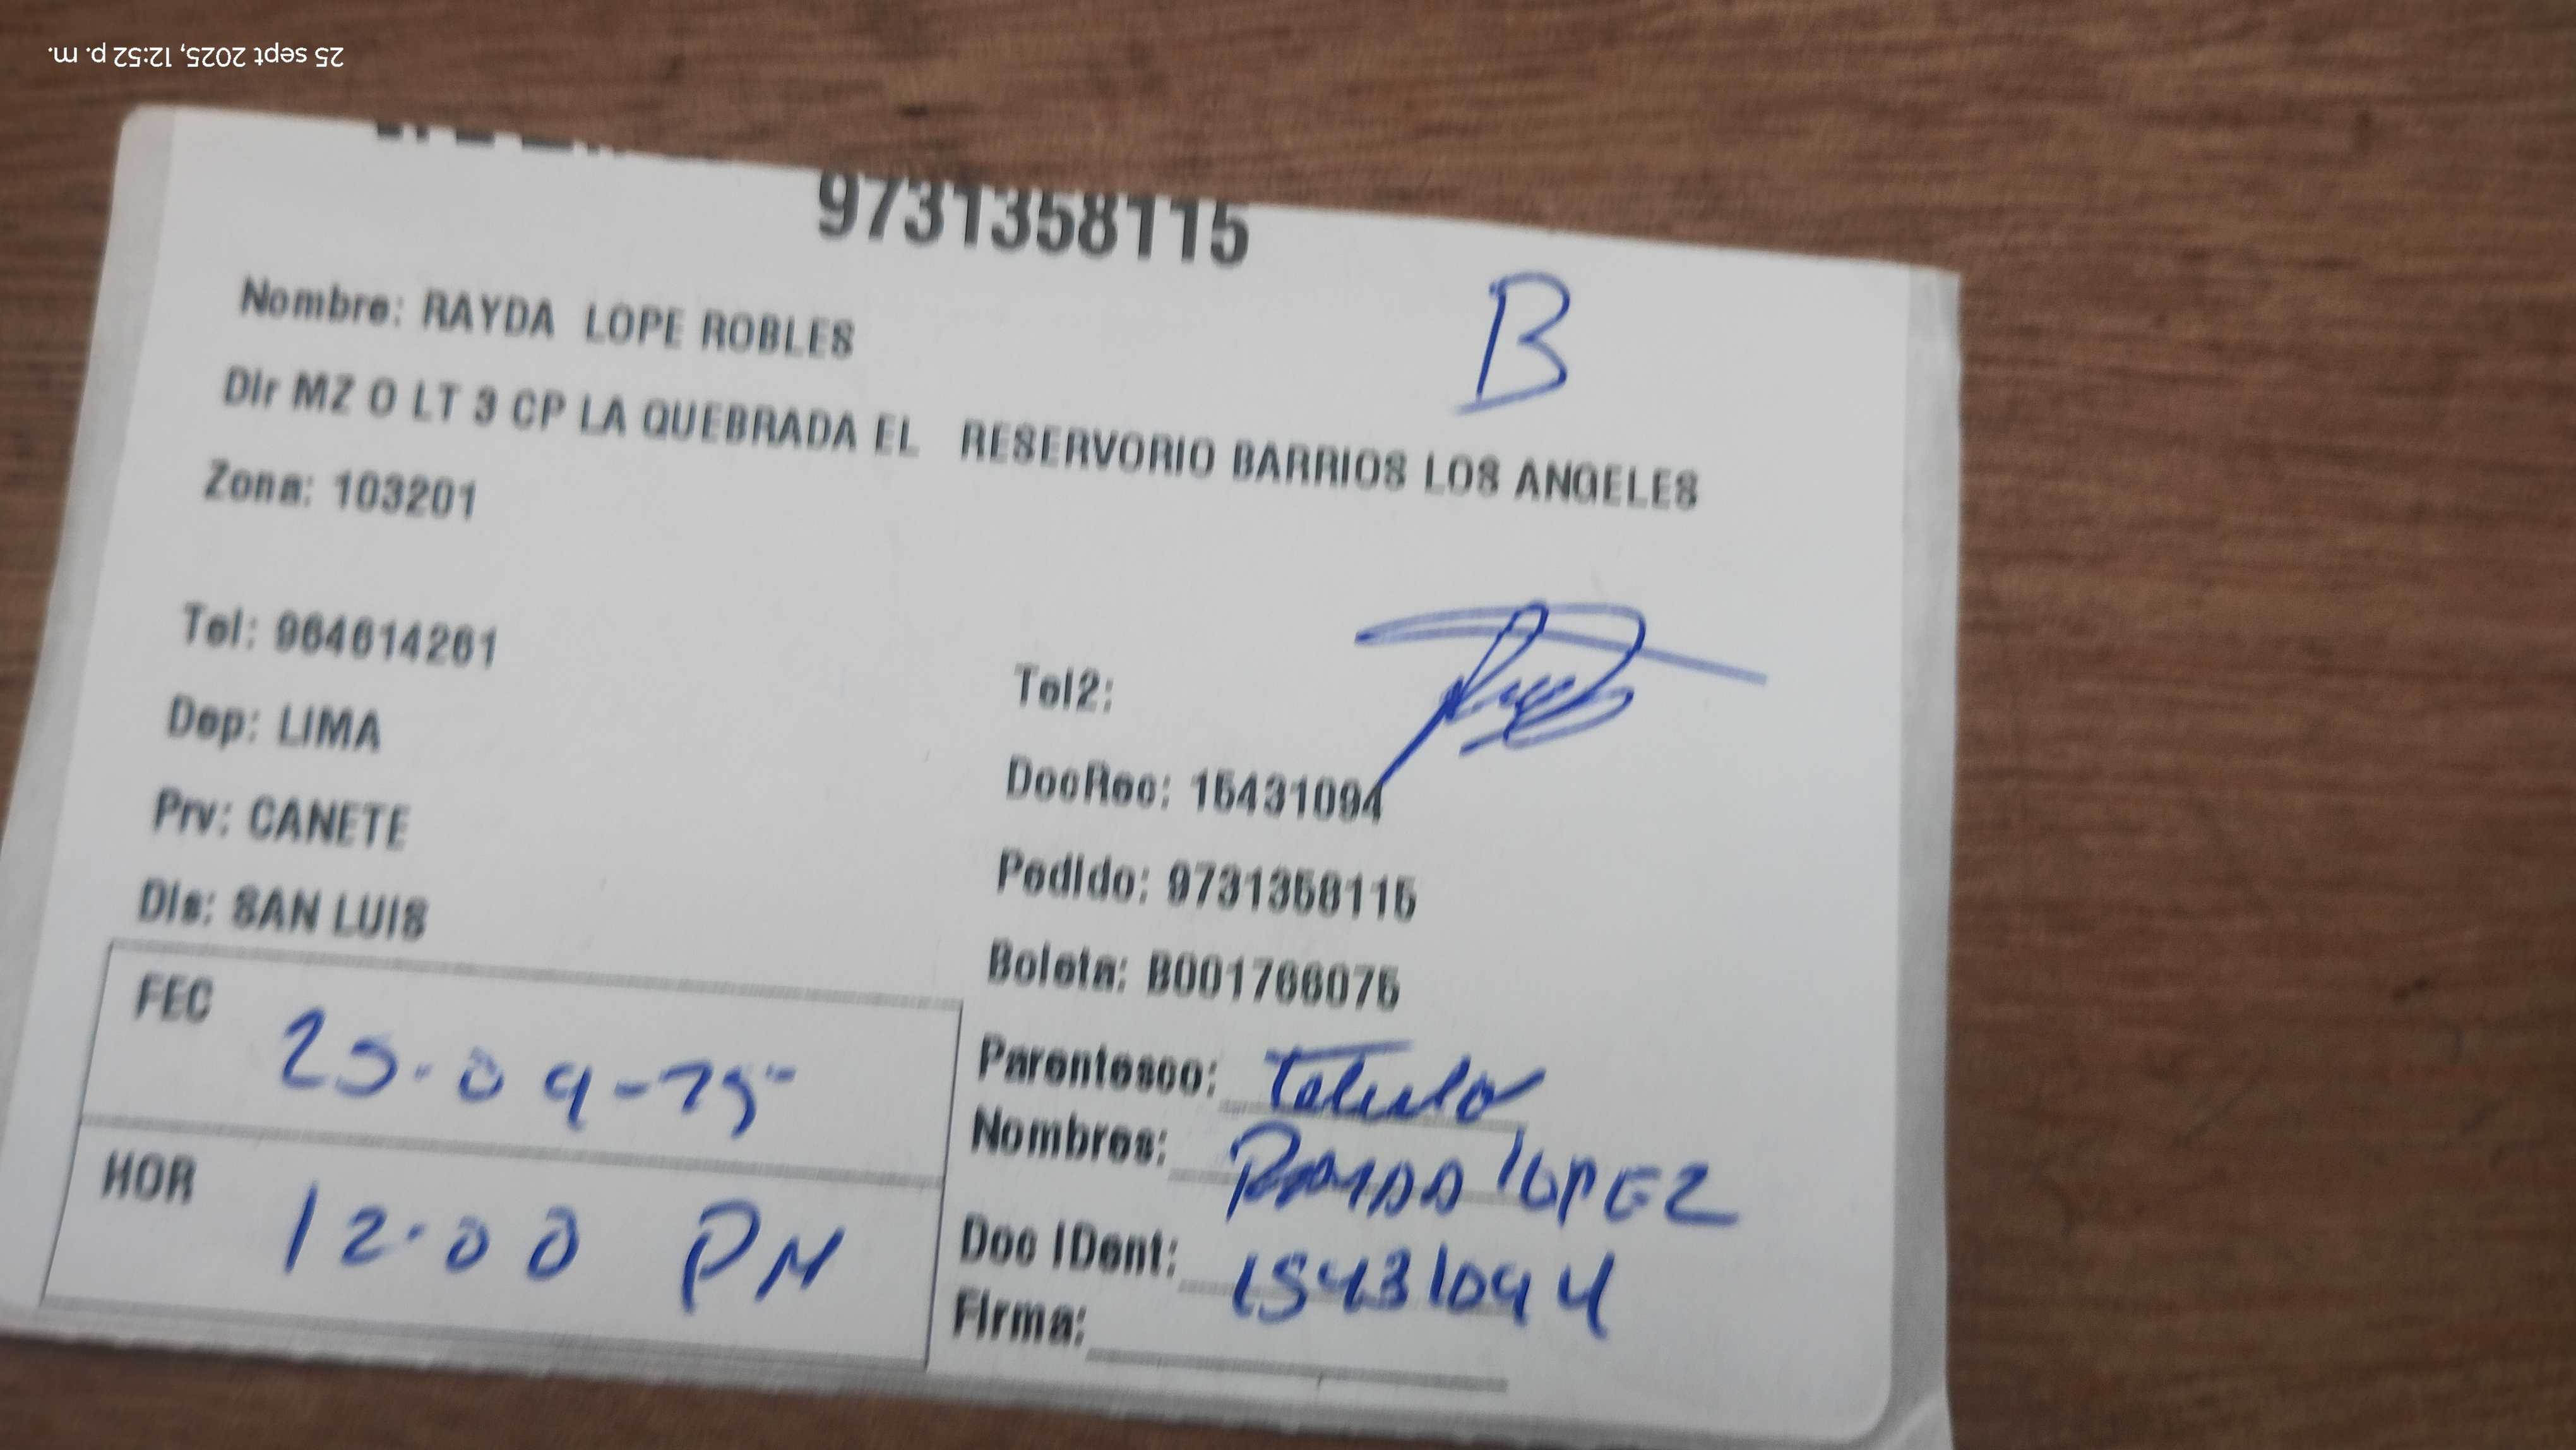 25 sept 2025, 12:52 p. m.
9731358115
Nombre: RAYDA LOPE ROBLES
B
Dir MZ O LT 3 CP LA QUEBRADA EL RESERVORIO BARRIOS LOS ANGELES
Zona: 103201
Tel: 964614261
Tel2:
Dep: LIMA
DocRec: 15431094
Prv: CANETE
Pedido: 9731358115
Dis: SAN LUIS
Boleta: B001766075
FEC 25-09-25
Parentesco: Titular
Nombres: RAYDA LOPEZ
HOR 12:00 PM
Doc IDent: 15431094
Firma: